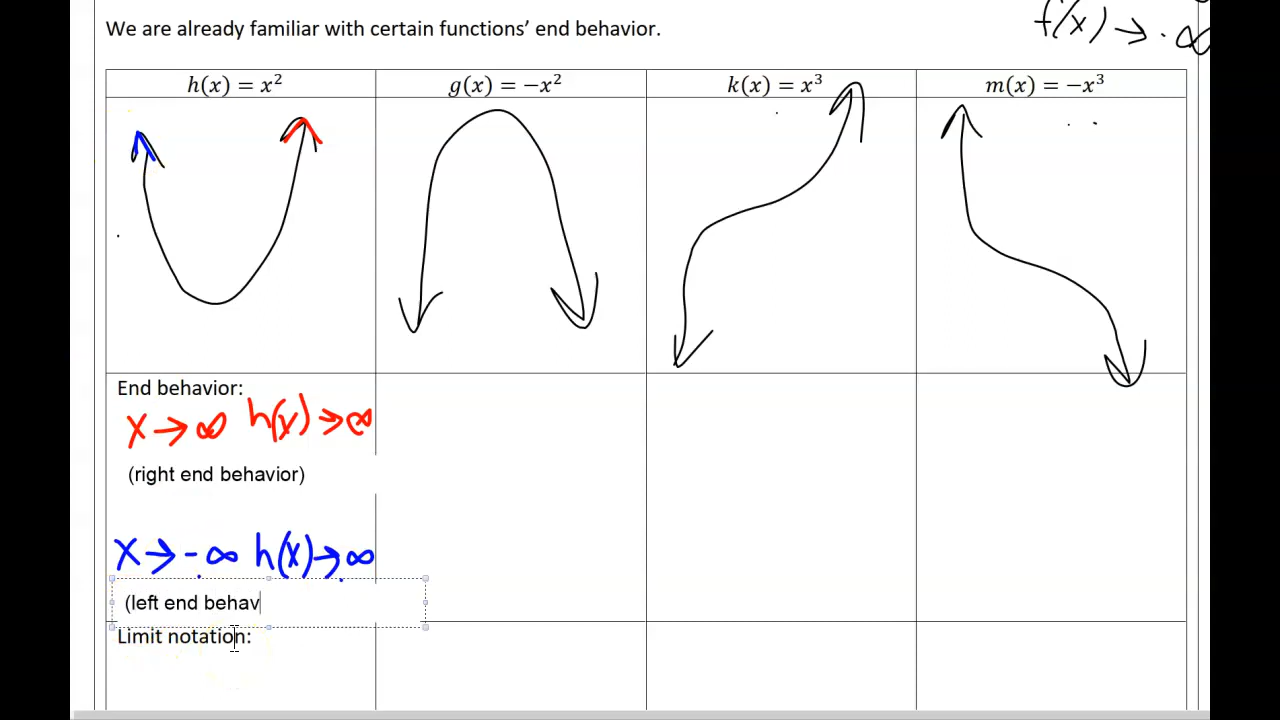 We are already familiar with certain functions' end behavior.
f(x) → -∞
h(x) = x²
g(x) = −x²
k(x) = x³
m(x) = −x³
End behavior:
x → ∞ h(x) → ∞
(right end behavior)
x → -∞ h(x) → ∞
(left end behav
Limit notation: